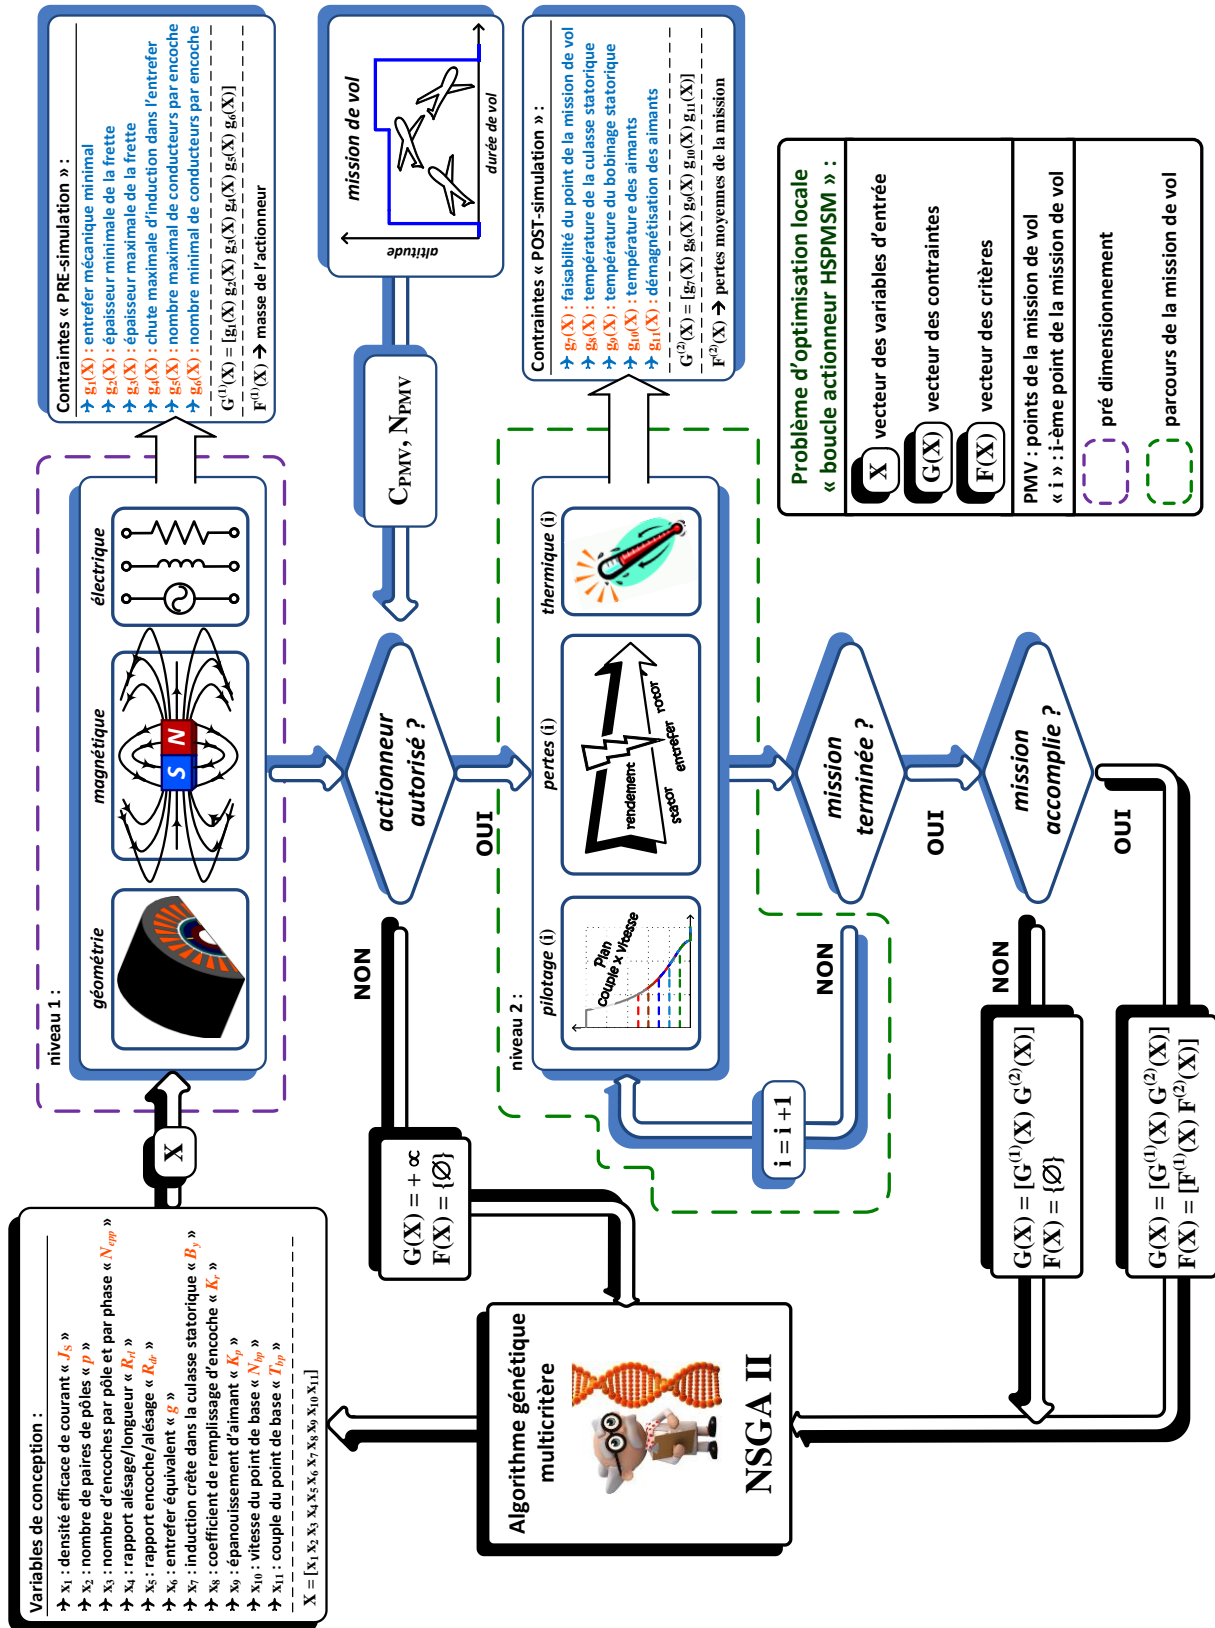 Variables de conception :
x1 : densité efficace de courant « JS »
x2 : nombre de paires de pôles « p »
x3 : nombre d'encoches par pôle et par phase « Nepp »
x4 : rapport alésage/longueur « Rrl »
x5 : rapport encoche/alésage « Rdr »
x6 : entrefer équivalent « g »
x7 : induction crête dans la culasse statorique « By »
x8 : coefficient de remplissage d'encoche « Kr »
x9 : épanouissement d'aimant « Kp »
x10 : vitesse du point de base « Nbp »
x11 : couple du point de base « Tbp »
X = [x1 x2 x3 x4 x5 x6 x7 x8 x9 x10 x11]
X
niveau 1 :
géométrie
magnétique
électrique
S N
Contraintes « PRE-simulation » :
g1(X) : entrefer mécanique minimal
g2(X) : épaisseur minimale de la frette
g3(X) : épaisseur maximale de la frette
g4(X) : chute maximale d'induction dans l'entrefer
g5(X) : nombre maximal de conducteurs par encoche
g6(X) : nombre minimal de conducteurs par encoche
G(1)(X) = [g1(X) g2(X) g3(X) g4(X) g5(X) g6(X)]
F(1)(X) → masse de l'actionneur
actionneur
autorisé ?
NON
OUI
CPMV, NPMV
mission de vol
altitude
durée de vol
G(X) = + ∝
F(X) = {Ø}
Algorithme génétique
multicritère
NSGA II
niveau 2 :
pilotage (i)
Plan
couple x vitesse
pertes (i)
rendement
stator
entrefer
rotor
thermique (i)
Contraintes « POST-simulation » :
g7(X) : faisabilité du point de la mission de vol
g8(X) : température de la culasse statorique
g9(X) : température du bobinage statorique
g10(X) : température des aimants
g11(X) : démagnétisation des aimants
G(2)(X) = [g7(X) g8(X) g9(X) g10(X) g11(X)]
F(2)(X) → pertes moyennes de la mission
i = i +1
NON
mission
terminée ?
OUI
mission
accomplie ?
NON
OUI
G(X) = [G(1)(X) G(2)(X)]
F(X) = {Ø}
G(X) = [G(1)(X) G(2)(X)]
F(X) = [F(1)(X) F(2)(X)]
Problème d'optimisation locale
« boucle actionneur HSPMSM » :
X vecteur des variables d'entrée
G(X) vecteur des contraintes
F(X) vecteur des critères
PMV : points de la mission de vol
« i » : i-ème point de la mission de vol
pré dimensionnement
parcours de la mission de vol